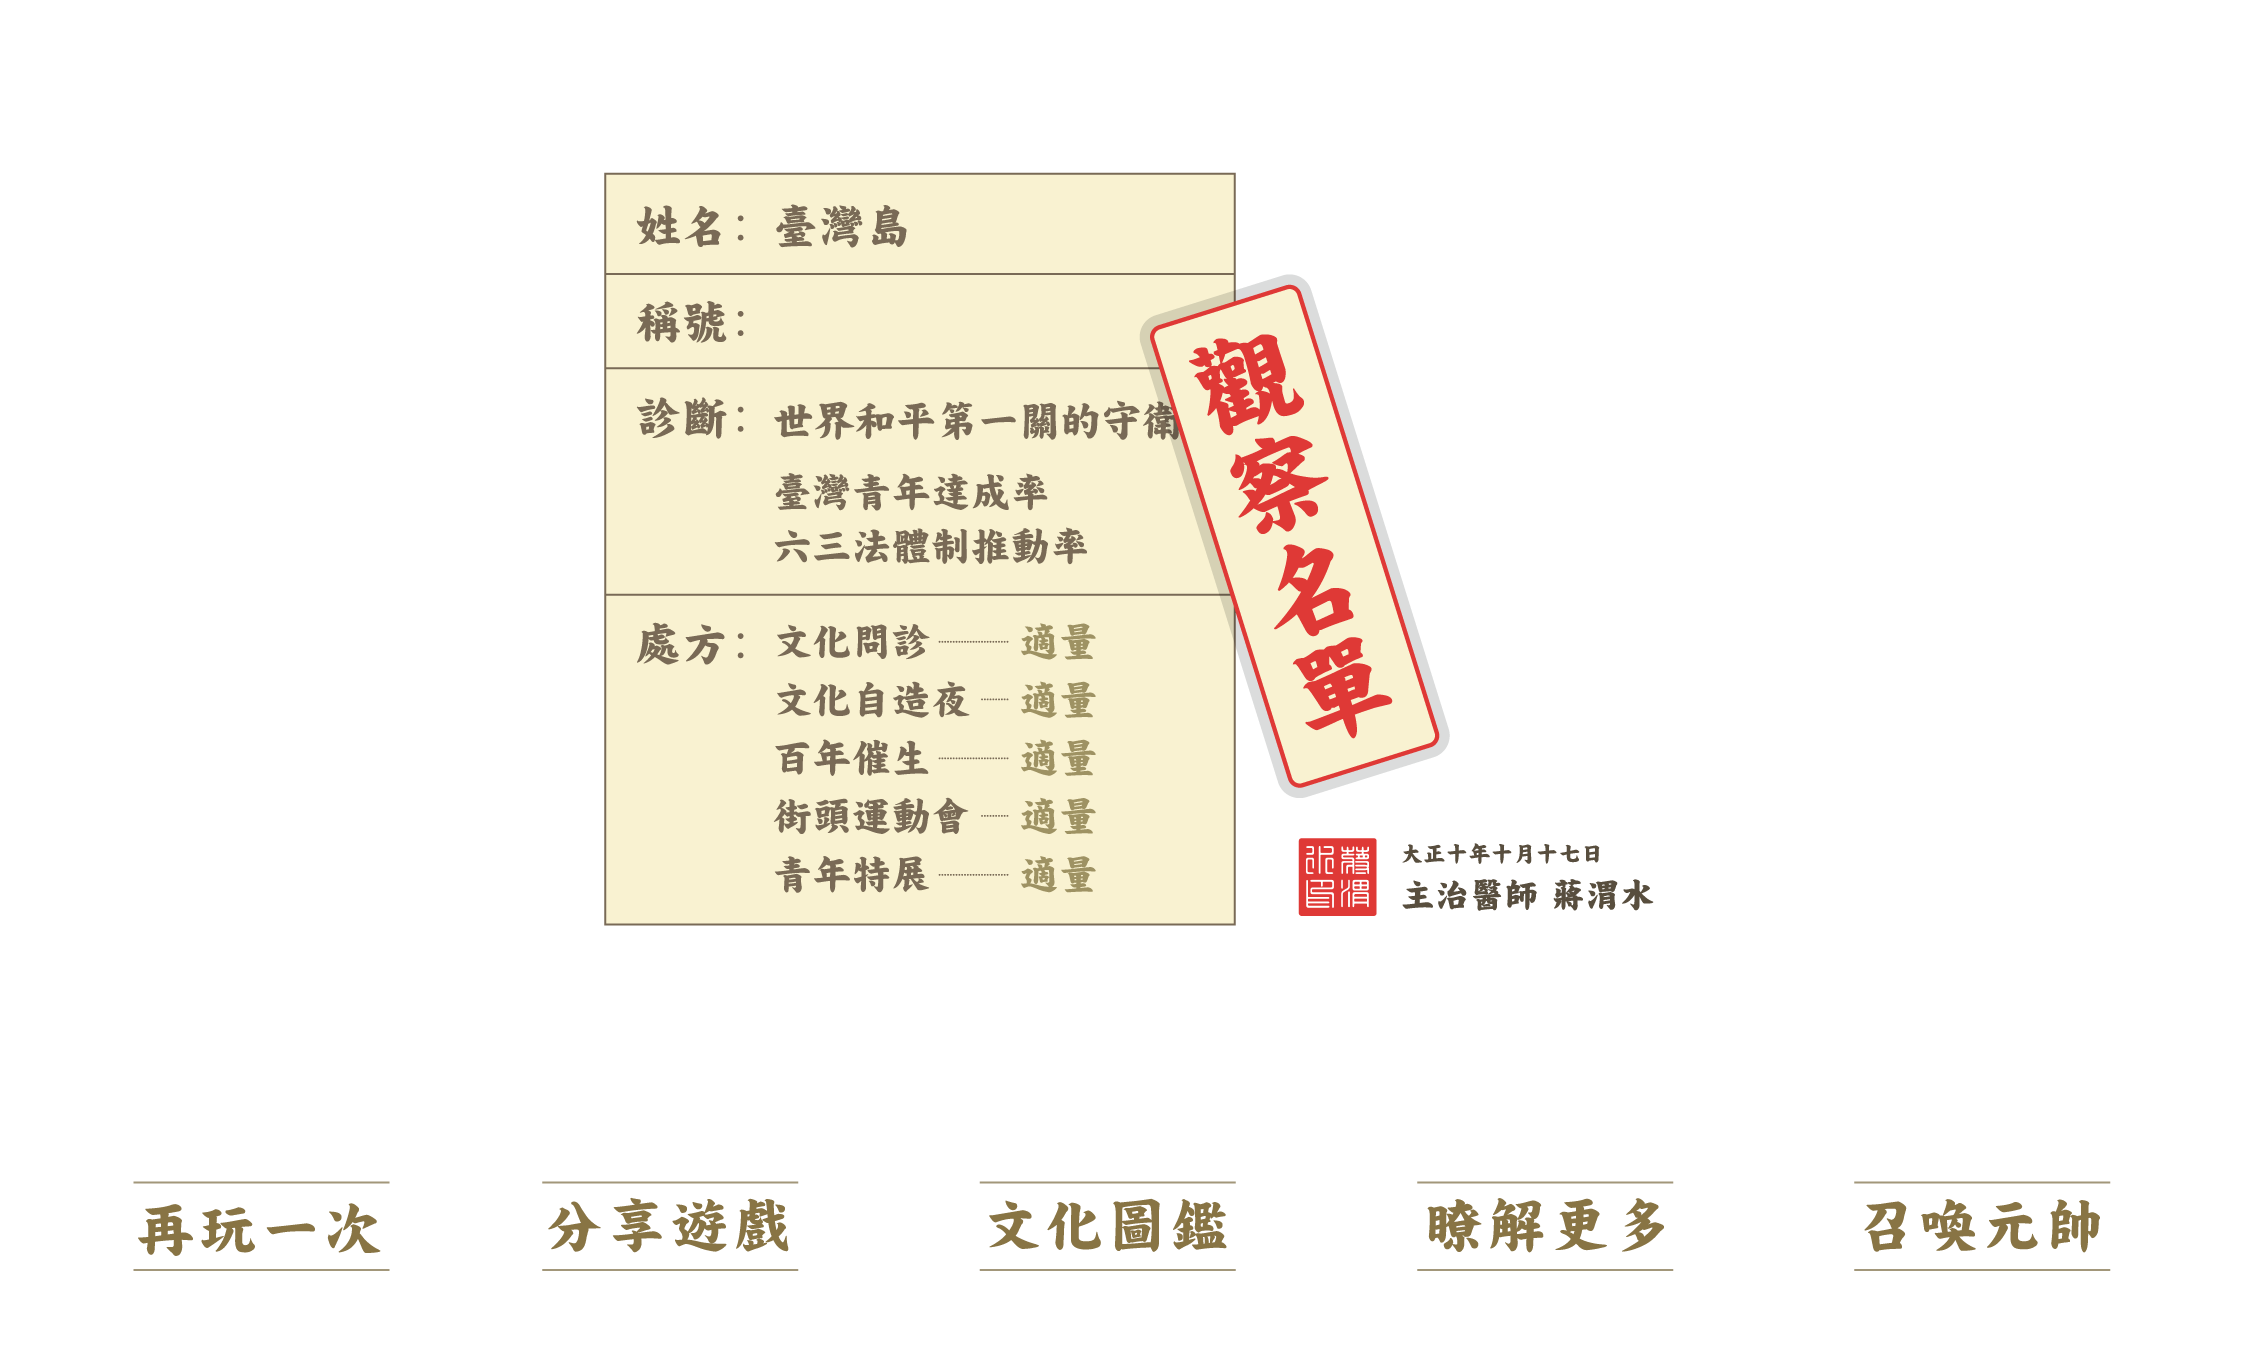 姓名：臺灣島
稱號：
診斷：世界和平第一關的守衛
臺灣青年達成率
六三法體制推動率
處方：文化問診 適量
文化自造夜 適量
百年催生 適量
街頭運動會 適量
青年特展 適量
觀察名單
蔣渭水印
大正十年十月十七日
主治醫師 蔣渭水
再玩一次
分享遊戲
文化圖鑑
瞭解更多
召喚元帥